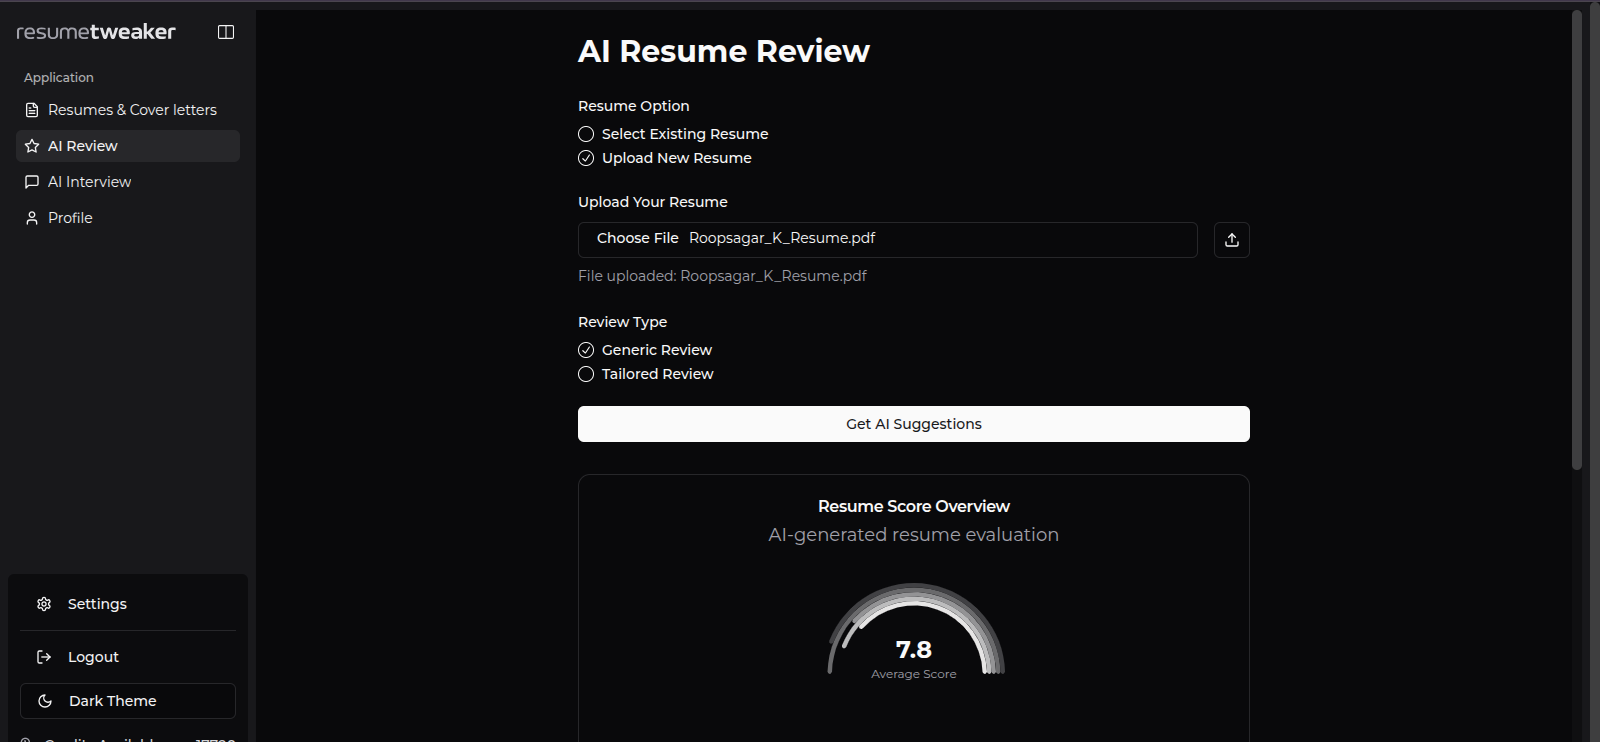 resumetweaker
Application
Resumes & Cover letters
AI Review
AI Interview
Profile
Settings
Logout
Dark Theme
AI Resume Review
Resume Option
Select Existing Resume
Upload New Resume
Upload Your Resume
Choose File Roopsagar_K_Resume.pdf
File uploaded: Roopsagar_K_Resume.pdf
Review Type
Generic Review
Tailored Review
Get AI Suggestions
Resume Score Overview
AI-generated resume evaluation
7.8
Average Score